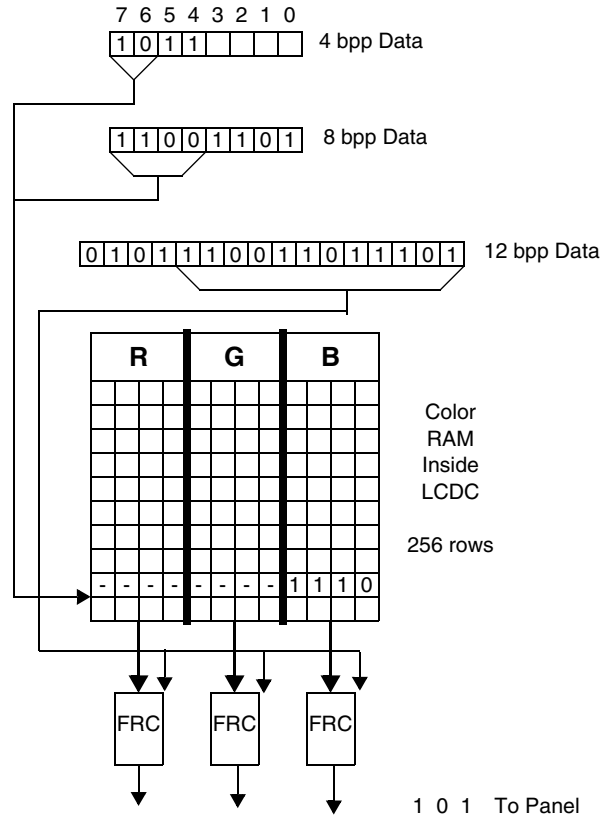 7 6 5 4 3 2 1 0
1 0 1 1 4 bpp Data
1 1 0 0 1 1 0 1 8 bpp Data
0 1 0 1 1 1 0 0 1 1 0 1 1 1 0 1 12 bpp Data
R G B
Color
RAM
Inside
LCDC
256 rows
- - - - - - - - 1 1 1 0
FRC FRC FRC
1 0 1 To Panel